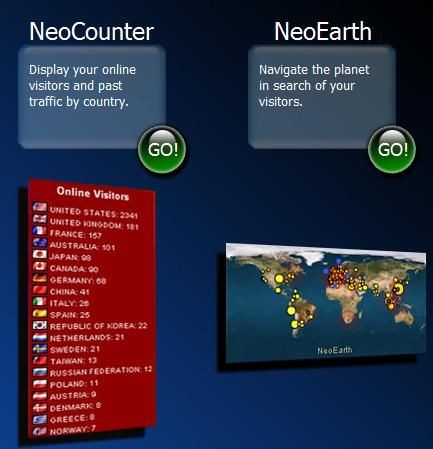 NeoCounter
Display your online
visitors and past
traffic by country.
GO!
NeoEarth
Navigate the planet
in search of your
visitors.
GO!
Online Visitors
UNITED STATES: 2341
UNITED KINGDOM: 181
FRANCE: 157
AUSTRALIA: 101
JAPAN: 98
CANADA: 90
GERMANY: 68
CHINA: 41
ITALY: 26
SPAIN: 25
REPUBLIC OF KOREA: 22
NETHERLANDS: 21
SWEDEN: 21
TAIWAN: 13
RUSSIAN FEDERATION: 12
POLAND: 11
AUSTRIA: 9
DENMARK: 8
GREECE: 8
NORWAY: 7
NeoEarth